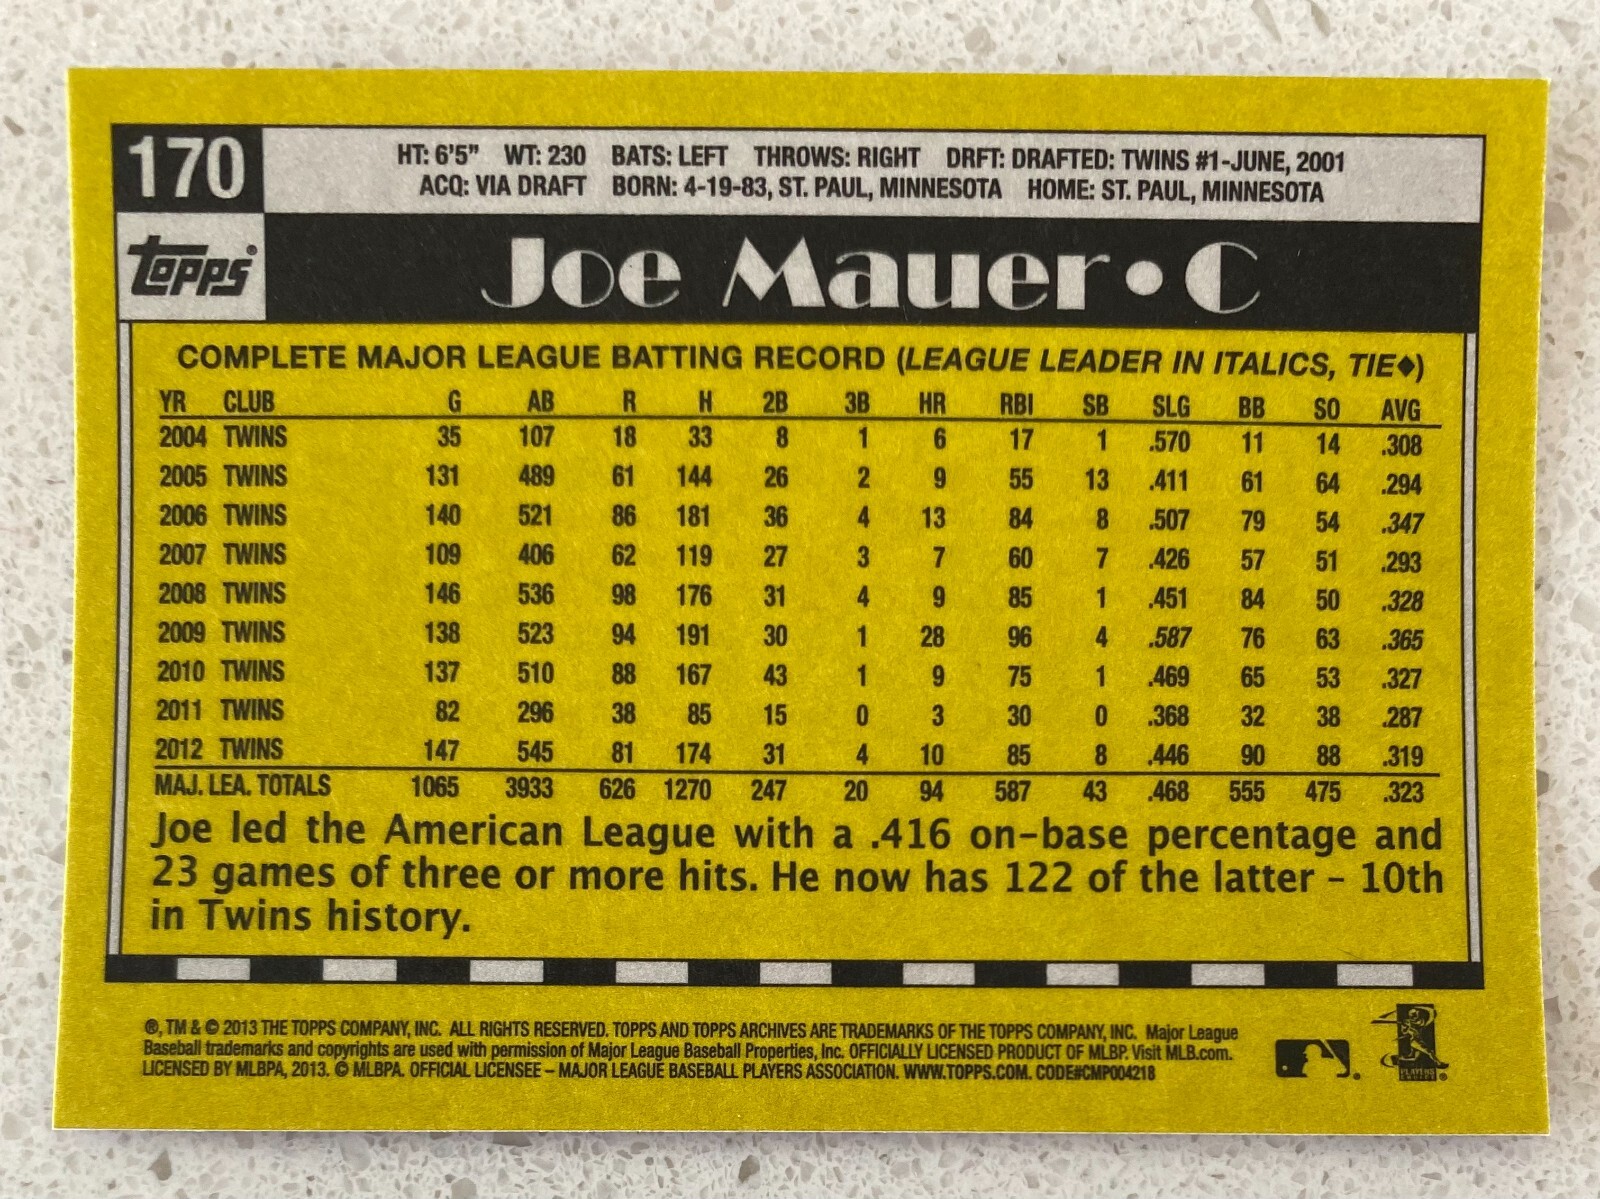 170
HT: 6'5" WT: 230 BATS: LEFT THROWS: RIGHT DRFT: DRAFTED: TWINS #1-JUNE, 2001
ACQ: VIA DRAFT BORN: 4-19-83, ST. PAUL, MINNESOTA HOME: ST. PAUL, MINNESOTA
Topps®
Joe Mauer • C
COMPLETE MAJOR LEAGUE BATTING RECORD (LEAGUE LEADER IN ITALICS, TIE◆)
YR CLUB G AB R H 2B 3B HR RBI SB SLG BB SO AVG
2004 TWINS 35 107 18 33 8 1 6 17 1 .570 11 14 .308
2005 TWINS 131 489 61 144 26 2 9 55 13 .411 61 64 .294
2006 TWINS 140 521 86 181 36 4 13 84 8 .507 79 54 .347
2007 TWINS 109 406 62 119 27 3 7 60 7 .426 57 51 .293
2008 TWINS 146 536 98 176 31 4 9 85 1 .451 84 50 .328
2009 TWINS 138 523 94 191 30 1 28 96 4 .587 76 63 .365
2010 TWINS 137 510 88 167 43 1 9 75 1 .469 65 53 .327
2011 TWINS 82 296 38 85 15 0 3 30 0 .368 32 38 .287
2012 TWINS 147 545 81 174 31 4 10 85 8 .446 90 88 .319
MAJ. LEA. TOTALS 1065 3933 626 1270 247 20 94 587 43 .468 555 475 .323
Joe led the American League with a .416 on-base percentage and
23 games of three or more hits. He now has 122 of the latter – 10th
in Twins history.
®, TM & © 2013 THE TOPPS COMPANY, INC. ALL RIGHTS RESERVED. TOPPS AND TOPPS ARCHIVES ARE TRADEMARKS OF THE TOPPS COMPANY, INC. Major League
Baseball trademarks and copyrights are used with permission of Major League Baseball Properties, Inc. OFFICIALLY LICENSED PRODUCT OF MLBP. Visit MLB.com.
LICENSED BY MLBPA, 2013. © MLBPA. OFFICIAL LICENSEE – MAJOR LEAGUE BASEBALL PLAYERS ASSOCIATION. WWW.TOPPS.COM. CODE#CMP004218
PLAYERS CHOICE ®